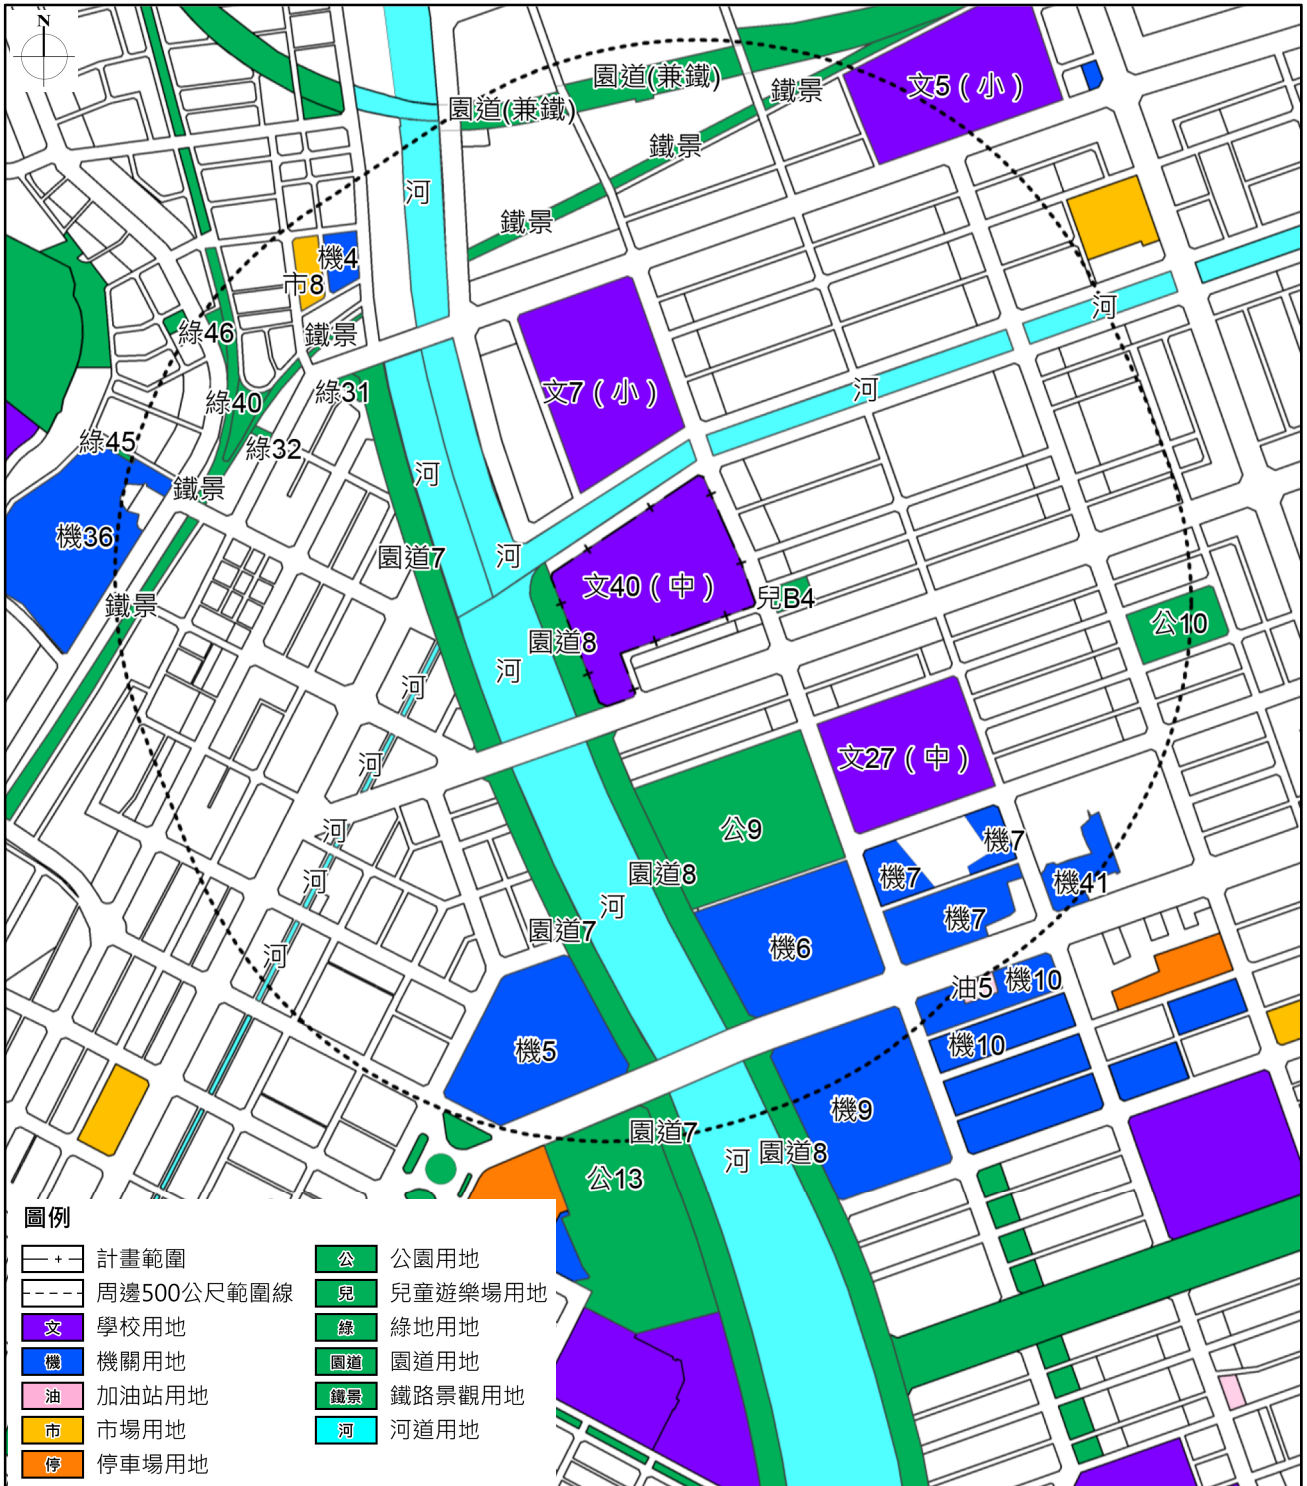 N
園道(兼鐵)
文5（小）
鐵景
園道(兼鐵)
鐵景
河
鐵景
機4
市8
河
綠46
鐵景
綠31
文7（小）
河
綠40
綠45
綠32
河
鐵景
機36
園道7
河
文40（中）
兒B4
鐵景
公10
園道8
河
河
文27（中）
河
公9
河
機7
園道8
機7
機41
河
河
機7
園道7
機6
河
油5
機10
機10
機5
機9
園道7
園道8
河
公13
圖例
計畫範圍
公 公園用地
周邊500公尺範圍線
兒 兒童遊樂場用地
文 學校用地
綠 綠地用地
機 機關用地
園道 園道用地
油 加油站用地
鐵景 鐵路景觀用地
市 市場用地
河 河道用地
停 停車場用地